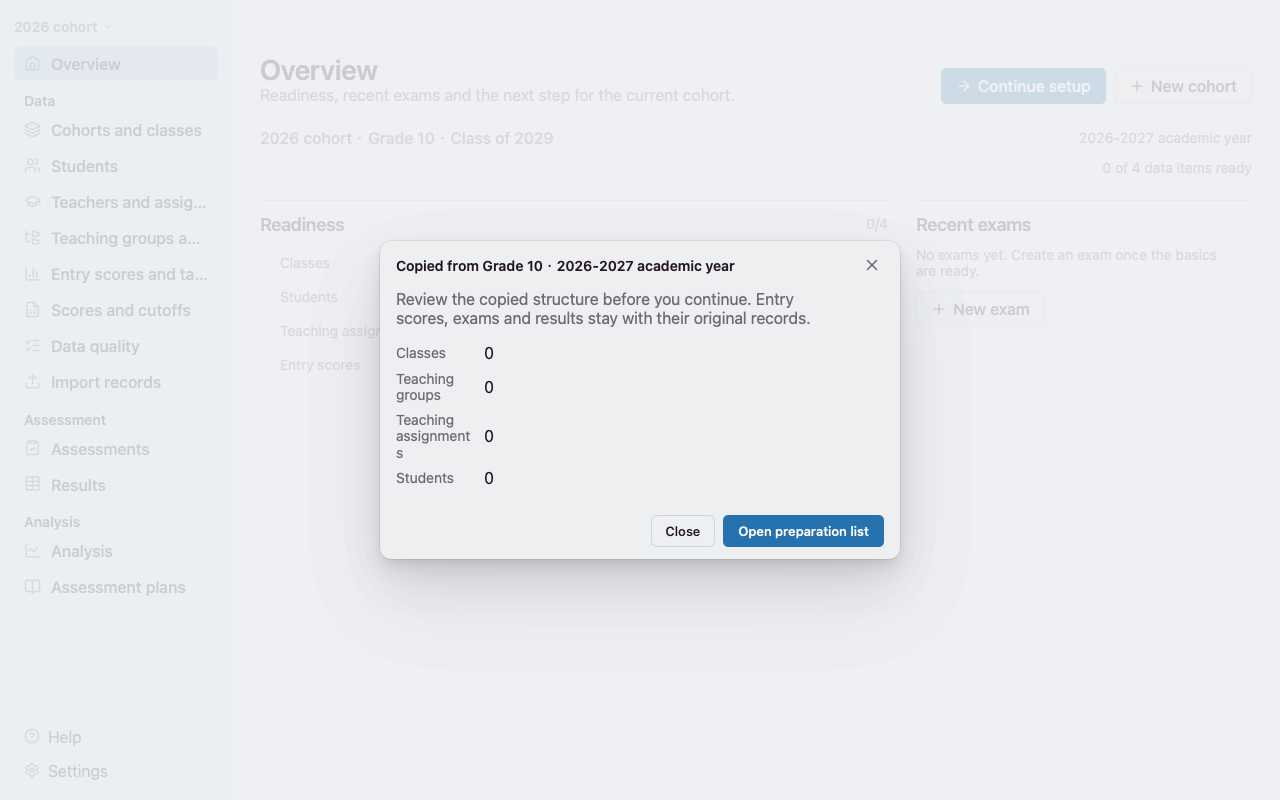 2026 cohort
Overview
Data
Cohorts and classes
Students
Teachers and assig...
Teaching groups a...
Entry scores and ta...
Scores and cutoffs
Data quality
Import records
Assessment
Assessments
Results
Analysis
Analysis
Assessment plans
Help
Settings
Overview
Readiness, recent exams and the next step for the current cohort.
Continue setup
New cohort
2026 cohort · Grade 10 · Class of 2029
2026-2027 academic year
0 of 4 data items ready
Readiness
0/4
Classes
Students
Teaching assign
Entry scores
Recent exams
No exams yet. Create an exam once the basics
are ready.
New exam
Copied from Grade 10 · 2026-2027 academic year
Review the copied structure before you continue. Entry
scores, exams and results stay with their original records.
Classes 0
Teaching
groups 0
Teaching
assignment 0
s
Students 0
Close
Open preparation list